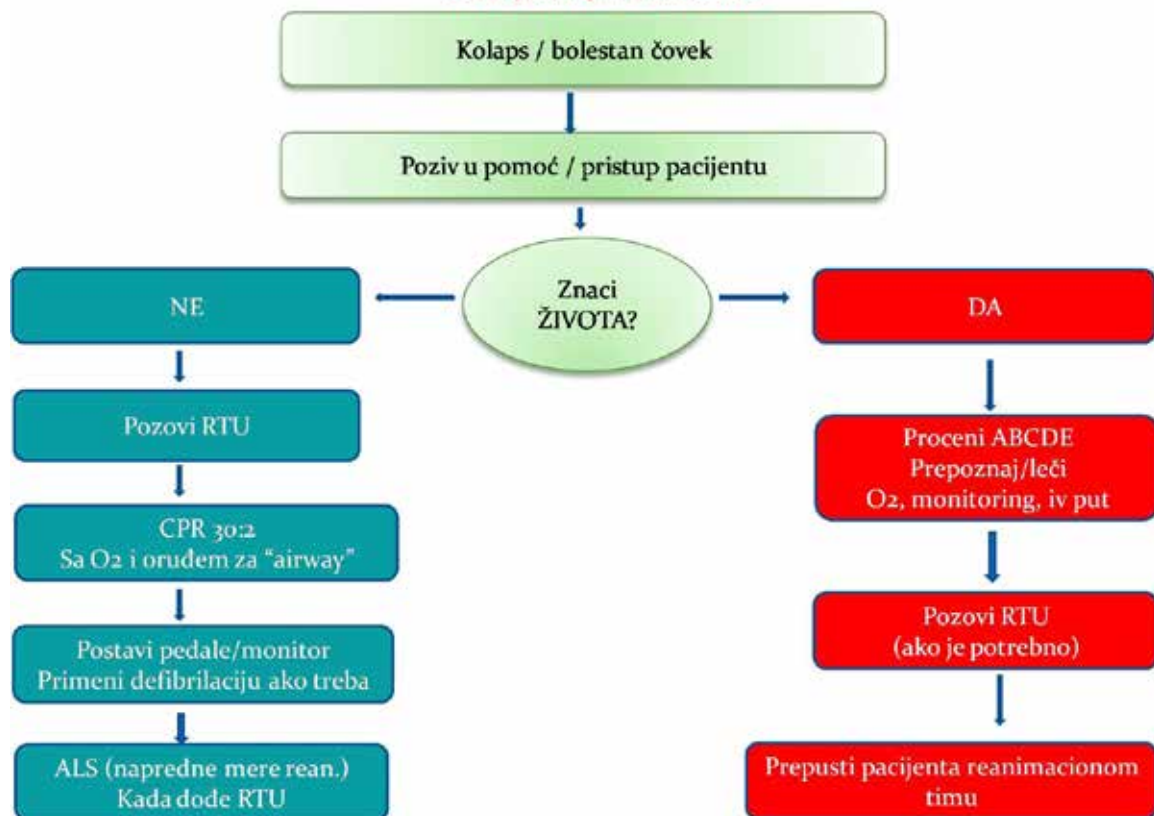 Kolaps / bolestan čovek
Poziv u pomoć / pristup pacijentu
Znaci
ŽIVOTA?
NE
Pozovi RTU
CPR 30:2
Sa O2 i oruđem za “airway”
Postavi pedale/monitor
Primeni defibrilaciju ako treba
ALS (napredne mere rean.)
Kada dođe RTU
DA
Proceni ABCDE
Prepoznaj/leči
O2, monitoring, iv put
Pozovi RTU
(ako je potrebno)
Prepusti pacijenta reanimacionom
timu